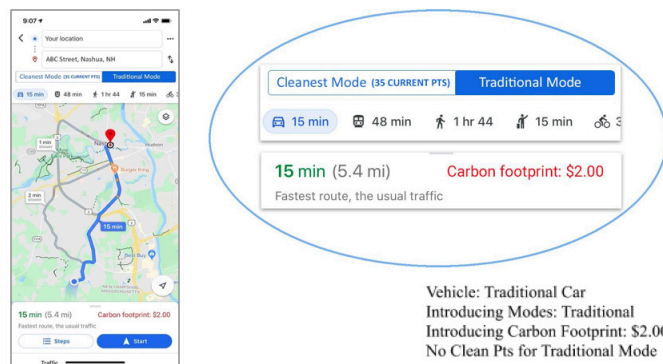 9:07
Your location
ABC Street, Nashua, NH
Cleanest Mode (35 CURRENT PTS) Traditional Mode
15 min 48 min 1 hr 44 15 min 3
1 min
Nashua
Hudson
Burger King
2 min
slower
15 min
Best Buy
15 min (5.4 mi) Carbon footprint: $2.00
Fastest route, the usual traffic
Steps Start
Traffic
Cleanest Mode (35 CURRENT PTS) Traditional Mode
15 min 48 min 1 hr 44 15 min 3
15 min (5.4 mi) Carbon footprint: $2.00
Fastest route, the usual traffic
Vehicle: Traditional Car
Introducing Modes: Traditional
Introducing Carbon Footprint: $2.00
No Clean Pts for Traditional Mode